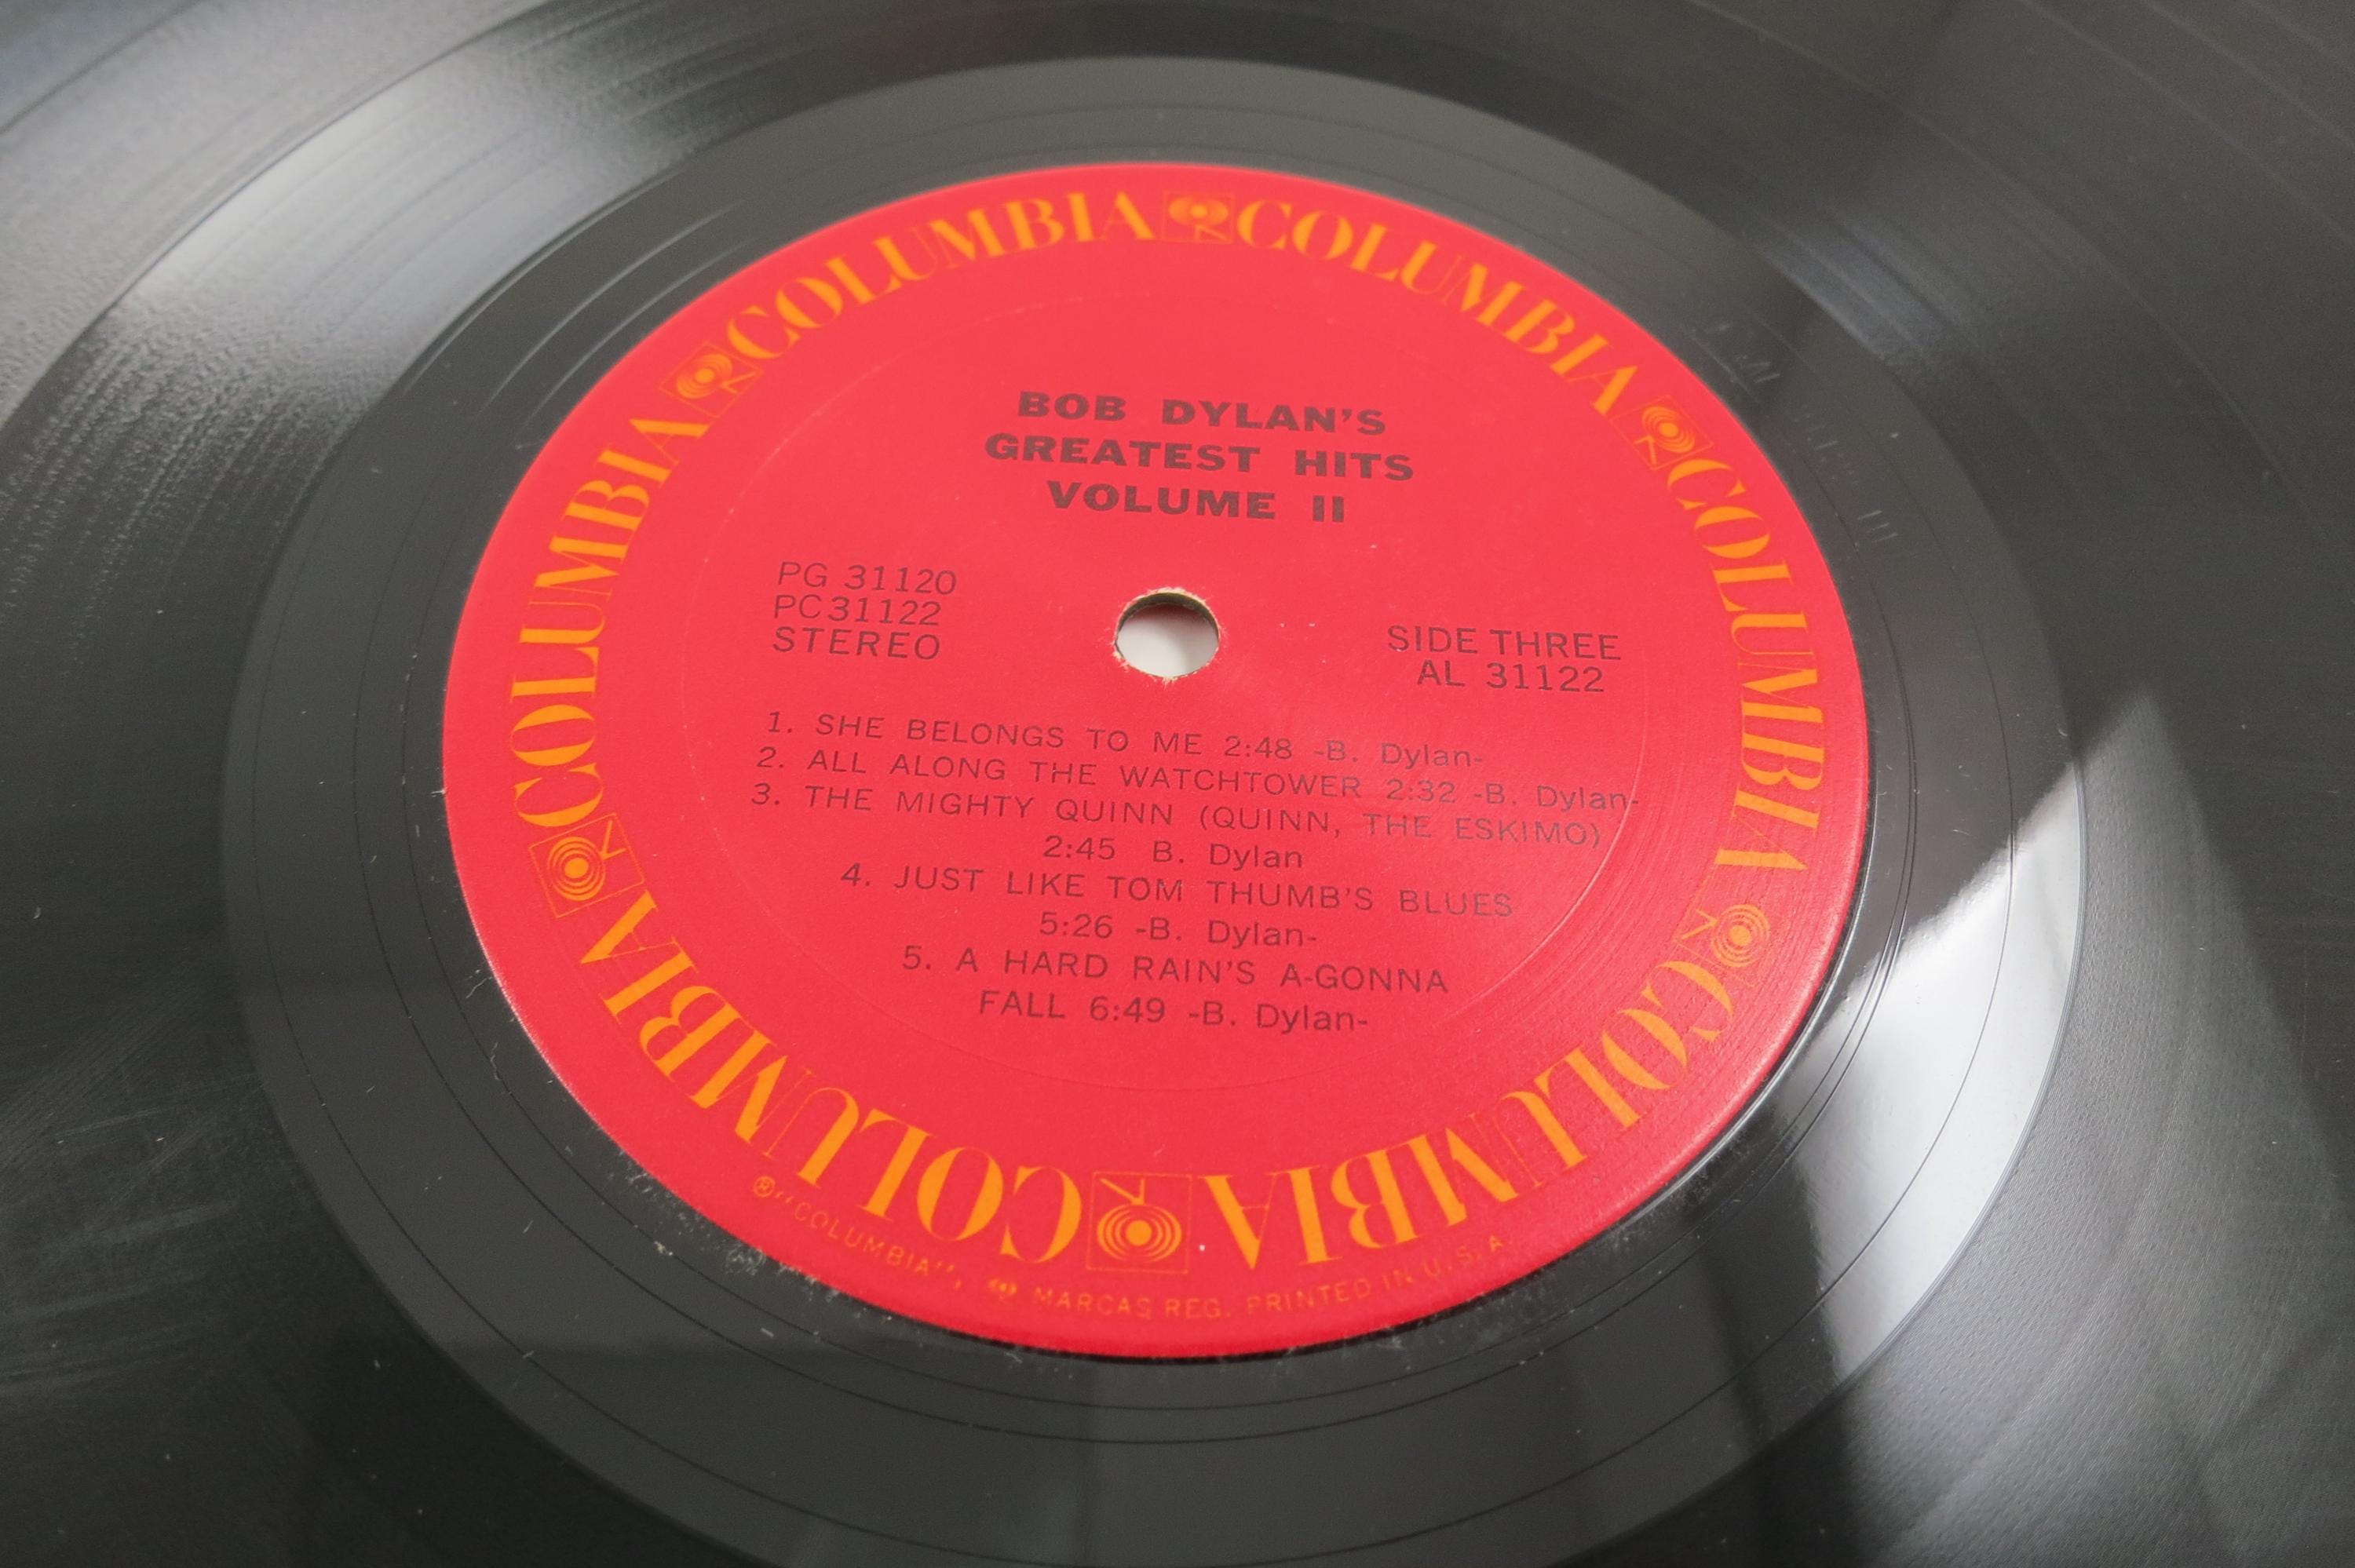 COLUMBIA COLUMBIA COLUMBIA COLUMBIA COLUMBIA COLUMBIA
BOB DYLAN'S
GREATEST HITS
VOLUME II
PG 31120
PC31122
STEREO
SIDE THREE
AL 31122
1. SHE BELONGS TO ME 2:48 -B. Dylan-
2. ALL ALONG THE WATCHTOWER 2:32 -B. Dylan-
3. THE MIGHTY QUINN (QUINN, THE ESKIMO)
2:45 B. Dylan
4. JUST LIKE TOM THUMB'S BLUES
5:26 -B. Dylan-
5. A HARD RAIN'S A-GONNA
FALL 6:49 -B. Dylan-
® "COLUMBIA", MARCAS REG. PRINTED IN U.S.A.